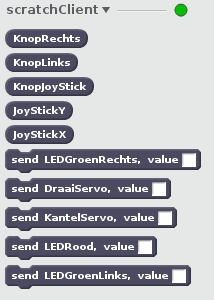 scratchClient
KnopRechts
KnopLinks
KnopJoyStick
JoyStickY
JoyStickX
send LEDGroenRechts, value
send DraaiServo, value
send KantelServo, value
send LEDRood, value
send LEDGroenLinks, value